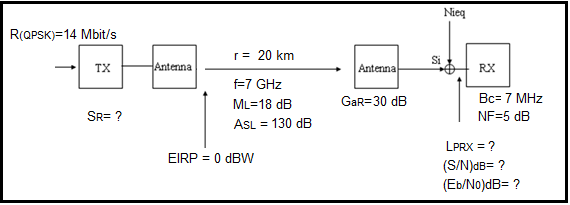 Nieq
R(QPSK)=14 Mbit/s
r = 20 km
TX
Antenna
Antenna
Si
RX
f=7 GHz
ML=18 dB
ASL = 130 dB
GaR=30 dB
Bc= 7 MHz
NF=5 dB
SR= ?
EIRP = 0 dBW
LPRX = ?
(S/N)dB= ?
(Eb/N0)dB= ?